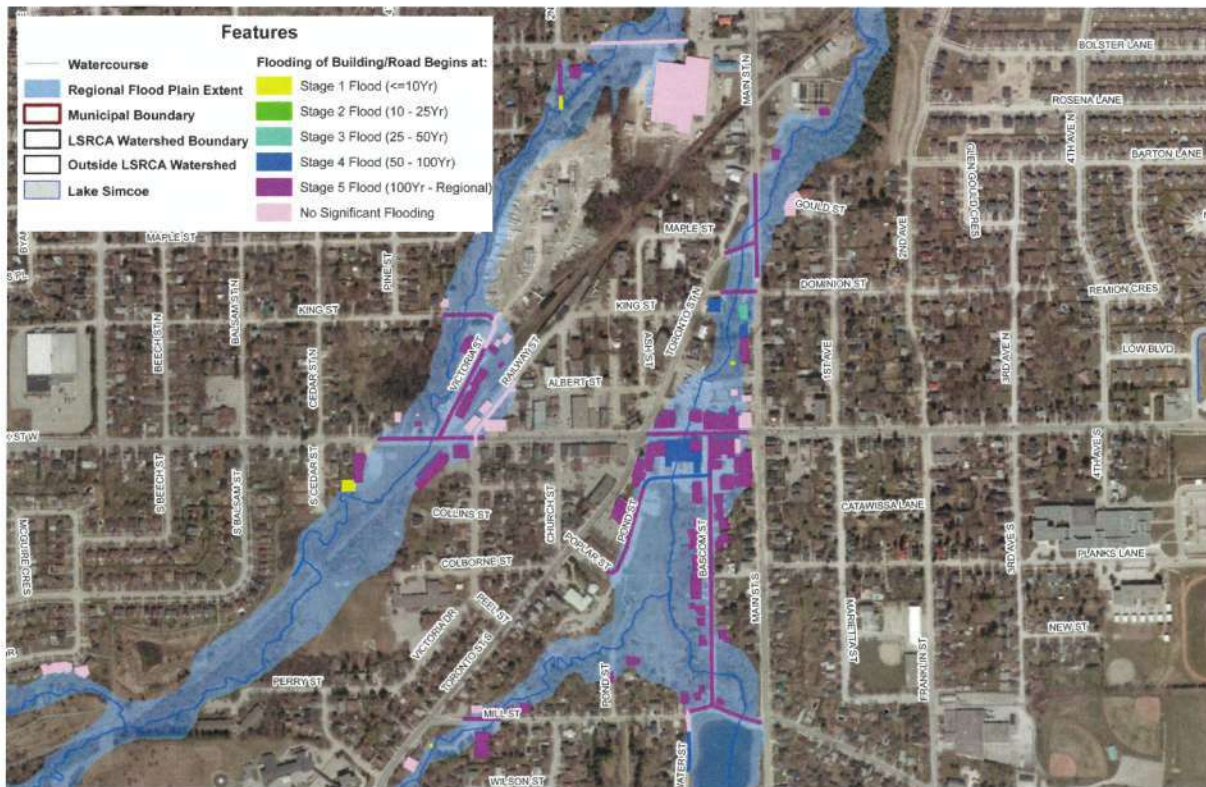 Features
Watercourse
Regional Flood Plain Extent
Municipal Boundary
LSRCA Watershed Boundary
Outside LSRCA Watershed
Lake Simcoe
Flooding of Building/Road Begins at:
Stage 1 Flood (<=10Yr)
Stage 2 Flood (10 - 25Yr)
Stage 3 Flood (25 - 50Yr)
Stage 4 Flood (50 - 100Yr)
Stage 5 Flood (100Yr - Regional)
No Significant Flooding
MAIN ST N
BOLSTER LANE
ROSENA LANE
4TH AVE N
BARTON LANE
GLEN GOULD CRES
GOULD ST
2ND AVE
MAPLE ST
MAPLE ST
PINE ST
BALSAM ST N
TORONTO ST N
DOMINION ST
REMION CRES
KING ST
KING ST
BEECH ST N
CEDAR ST N
VICTORIA ST
RAILWAY ST
ASH ST
1ST AVE
3RD AVE N
LOW BLVD
ALBERT ST
ST W
S BEECH ST
S BALSAM ST
S CEDAR ST
4TH AVE S
COLLINS ST
CHURCH ST
POND ST
CATAWISSA LANE
MCGUIRE CRES
POPLAR ST
BASCOM ST
3RD AVE S
PLANKS LANE
COLBORNE ST
PEEL ST
VICTORIA DR
MAIN ST S
MARIETTA ST
FRANKLIN ST
NEW ST
TORONTO ST S
PERRY ST
POND ST
MILL ST
WATER ST
WILSON ST